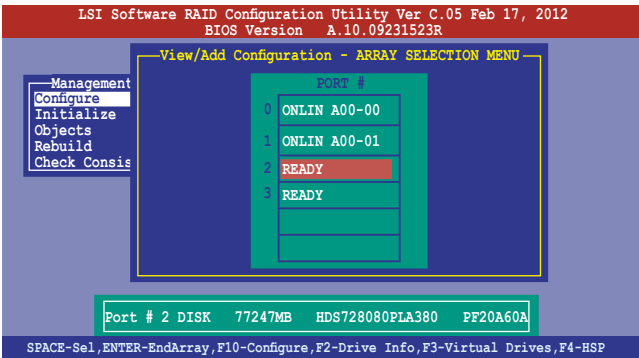 LSI Software RAID Configuration Utility Ver C.05 Feb 17, 2012
BIOS Version A.10.09231523R
View/Add Configuration - ARRAY SELECTION MENU
Management
Configure
Initialize
Objects
Rebuild
Check Consis
PORT #
0 ONLIN A00-00
1 ONLIN A00-01
2 READY
3 READY
Port # 2 DISK 77247MB HDS728080PLA380 PF20A60A
SPACE-Sel,ENTER-EndArray,F10-Configure,F2-Drive Info,F3-Virtual Drives,F4-HSP